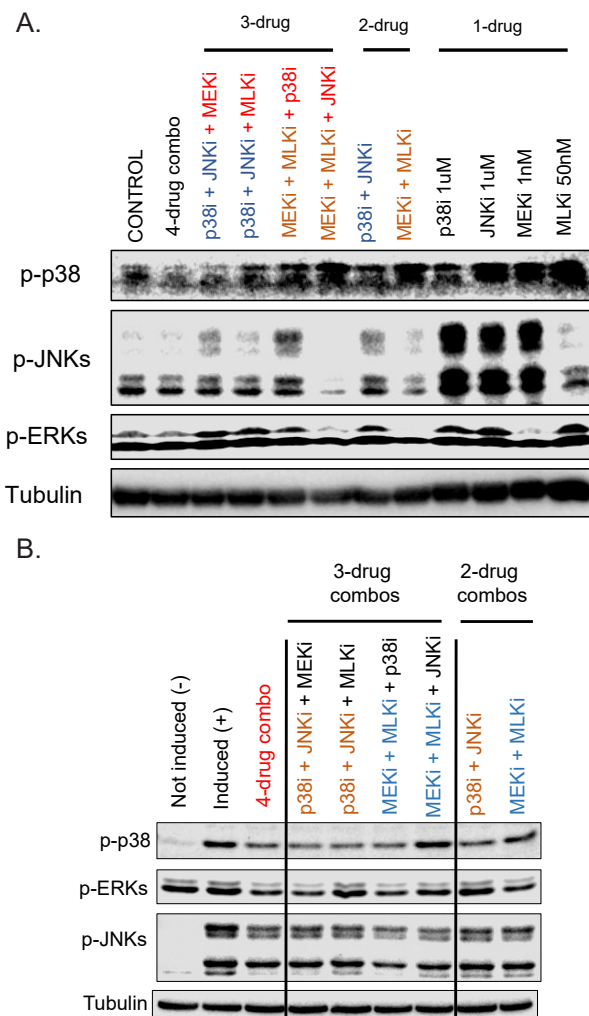 A.
3-drug
2-drug
1-drug
CONTROL
4-drug combo
p38i + JNKi + MEKi
p38i + JNKi + MLKi
MEKi + MLKi + p38i
MEKi + MLKi + JNKi
p38i + JNKi
MEKi + MLKi
p38i 1uM
JNKi 1uM
MEKi 1nM
MLKi 50nM
p-p38
p-JNKs
p-ERKs
Tubulin
B.
3-drug
combos
2-drug
combos
Not induced (-)
Induced (+)
4-drug combo
p38i + JNKi + MEKi
p38i + JNKi + MLKi
MEKi + MLKi + p38i
MEKi + MLKi + JNKi
p38i + JNKi
MEKi + MLKi
p-p38
p-ERKs
p-JNKs
Tubulin